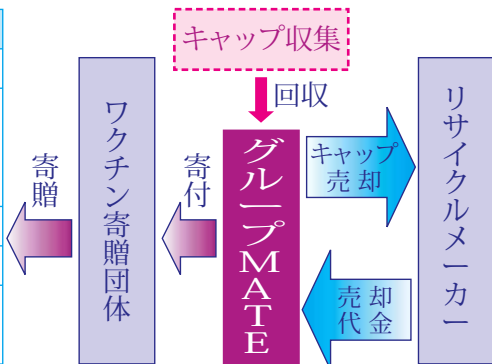 キャップ収集
回収
リサイクルメーカー
キャップ
売却
グループMATE
売却
代金
寄付
ワクチン寄贈団体
寄贈